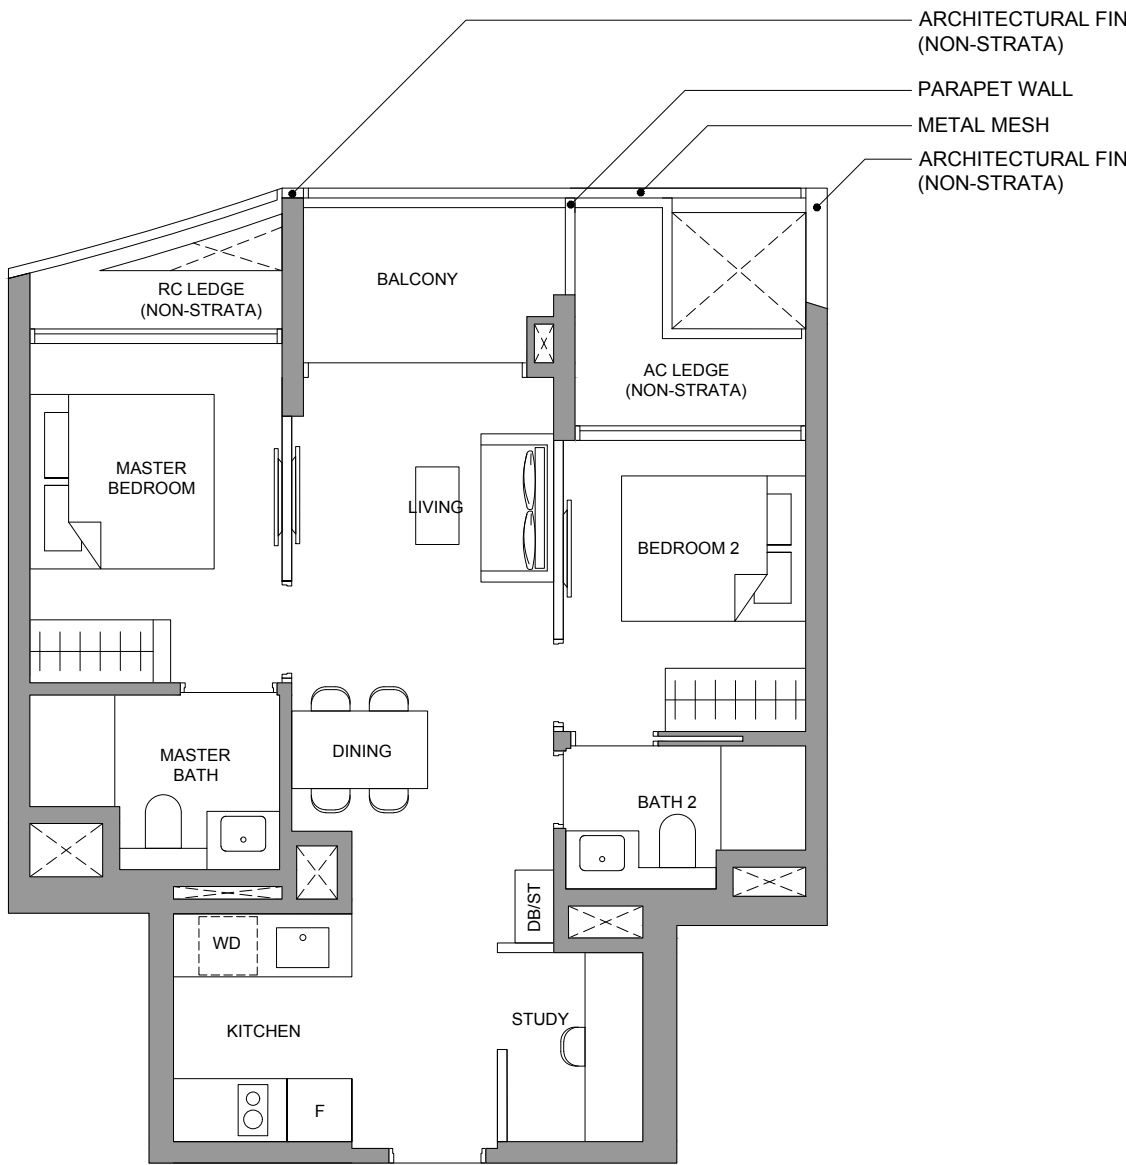 ARCHITECTURAL FIN
(NON-STRATA)
PARAPET WALL
METAL MESH
ARCHITECTURAL FIN
(NON-STRATA)
RC LEDGE
(NON-STRATA)
BALCONY
AC LEDGE
(NON-STRATA)
MASTER
BEDROOM
LIVING
BEDROOM 2
MASTER
BATH
DINING
BATH 2
DB/ST
WD
KITCHEN
STUDY
F